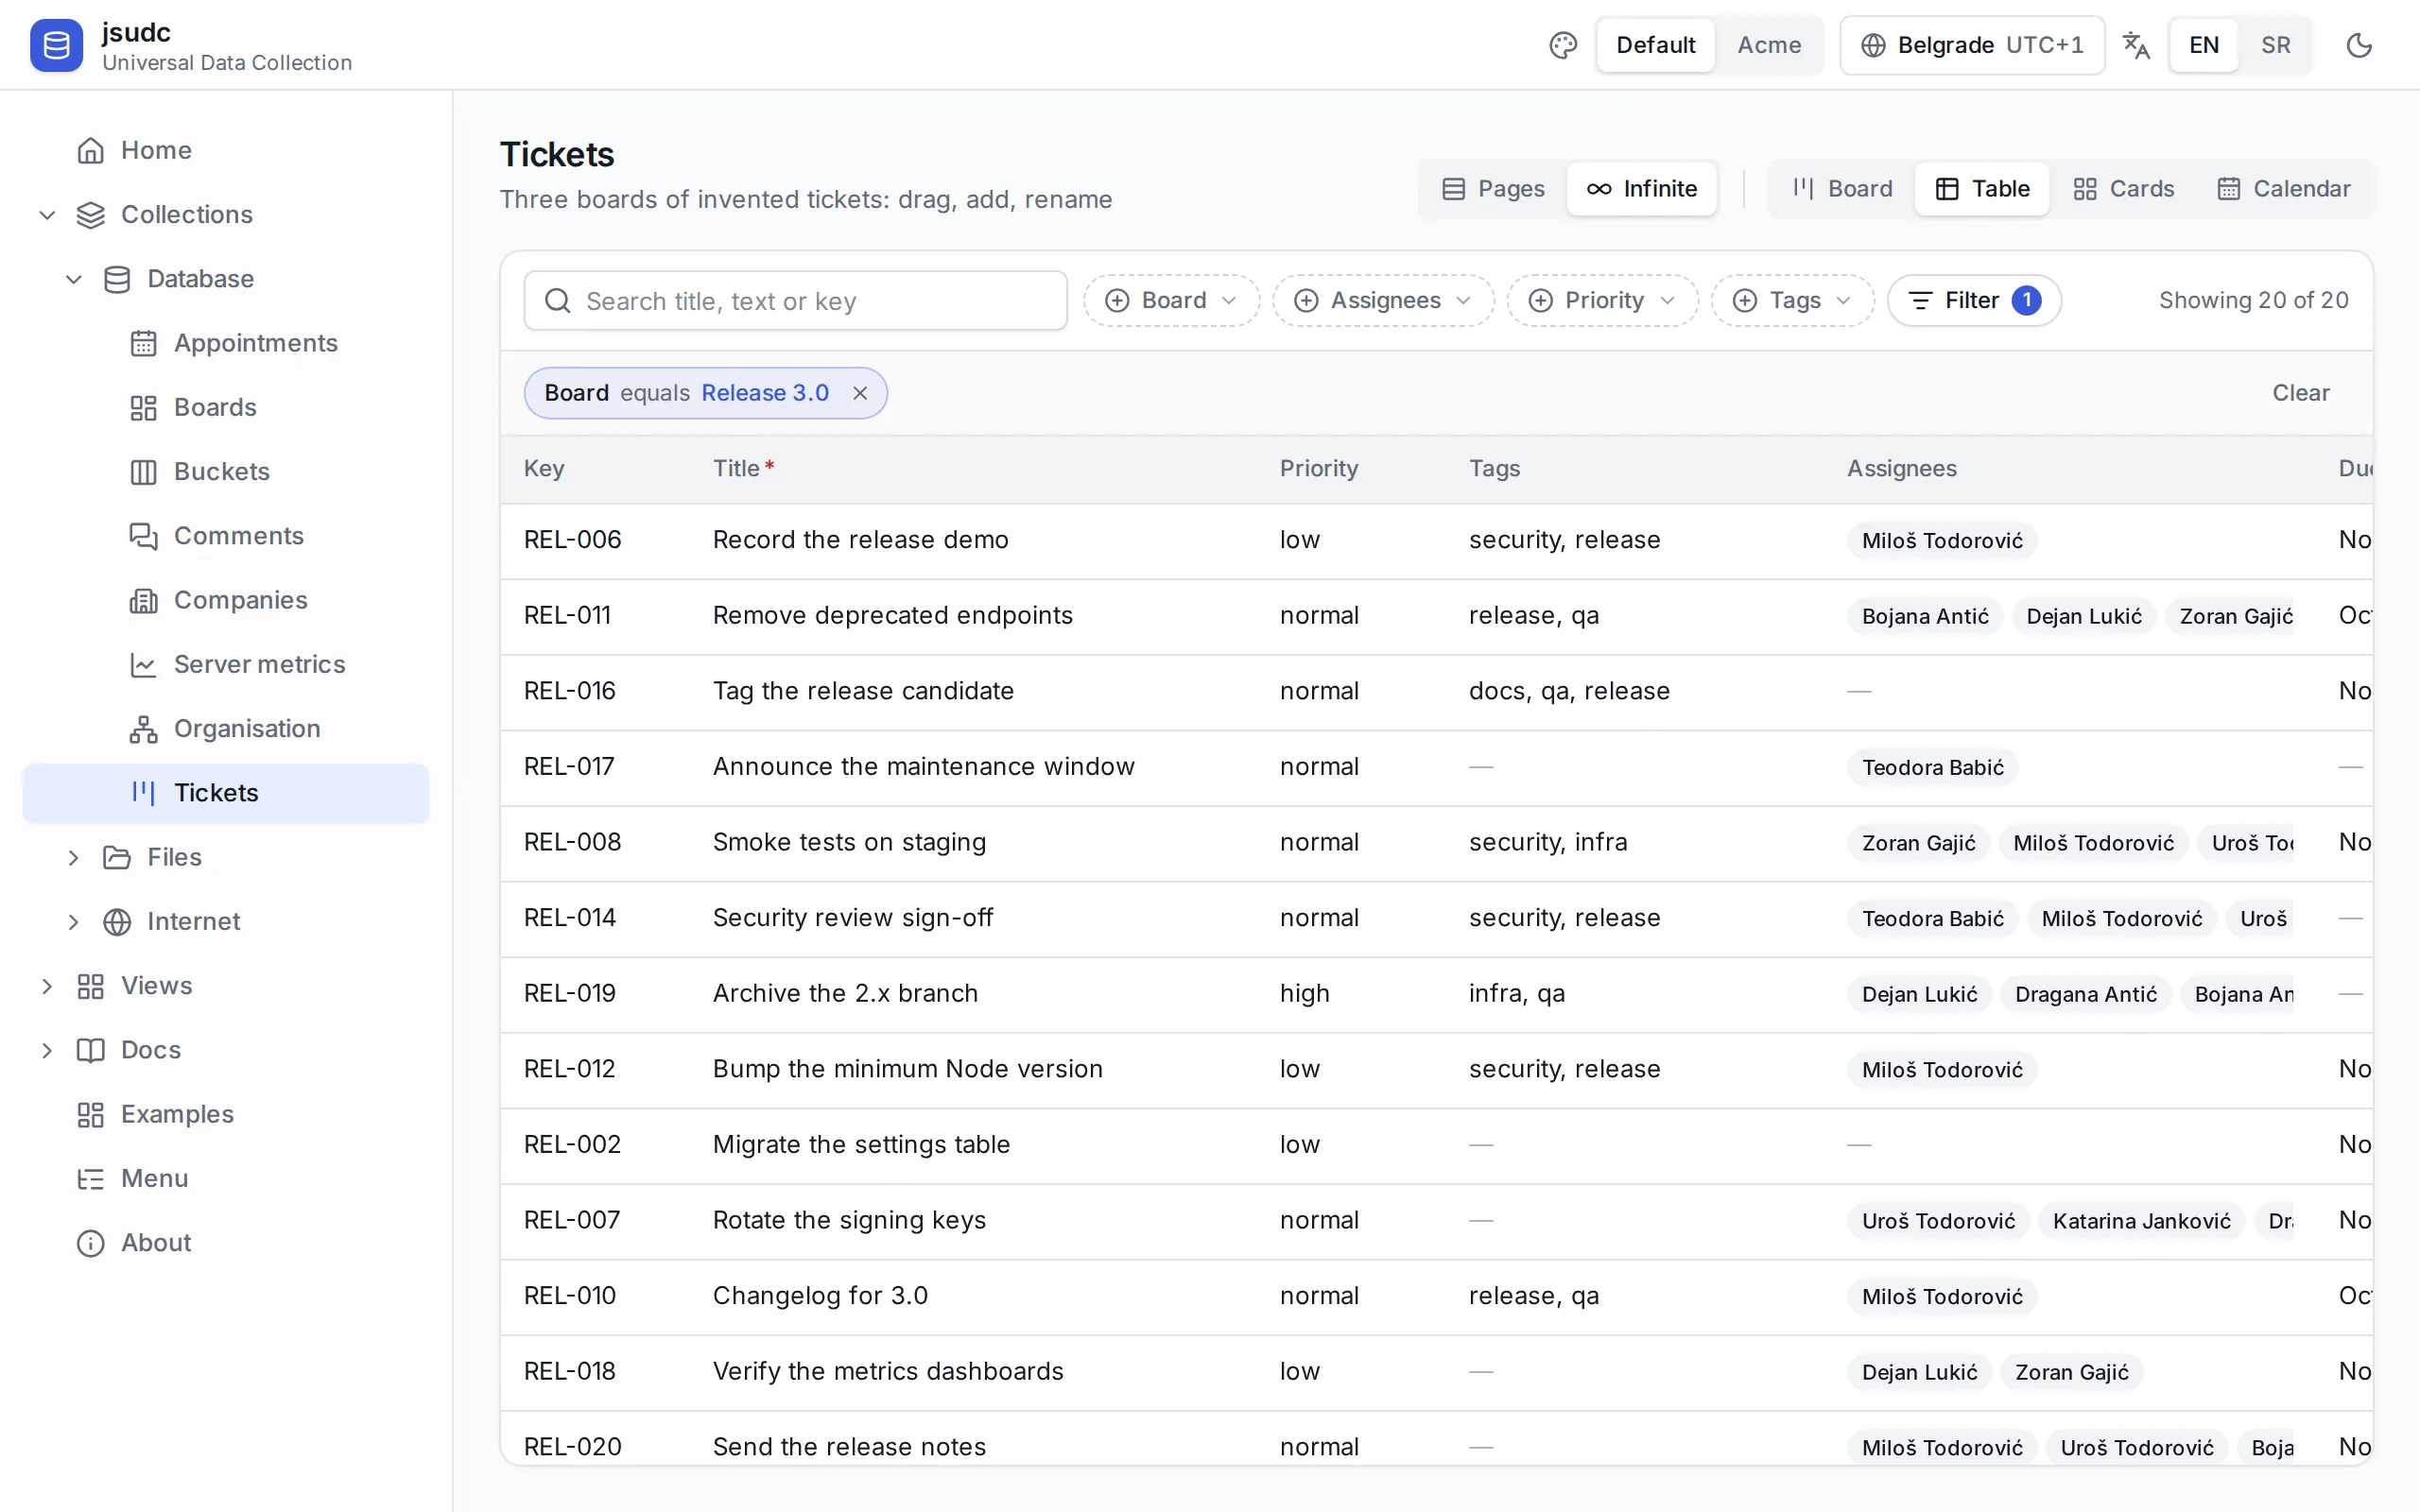 jsudc
Universal Data Collection
Default Acme Belgrade UTC+1 EN SR
Home
Collections
Database
Appointments
Boards
Buckets
Comments
Companies
Server metrics
Organisation
Tickets
Files
Internet
Views
Docs
Examples
Menu
About
Tickets
Three boards of invented tickets: drag, add, rename
Pages Infinite Board Table Cards Calendar
Search title, text or key Board Assignees Priority Tags Filter 1 Showing 20 of 20
Board equals Release 3.0 Clear
Key Title * Priority Tags Assignees
REL-006 Record the release demo low security, release Miloš Todorović
REL-011 Remove deprecated endpoints normal release, qa Bojana Antić Dejan Lukić Zoran Gajić
REL-016 Tag the release candidate normal docs, qa, release —
REL-017 Announce the maintenance window normal — Teodora Babić —
REL-008 Smoke tests on staging normal security, infra Zoran Gajić Miloš Todorović Uroš
REL-014 Security review sign-off normal security, release Teodora Babić Miloš Todorović Uroš —
REL-019 Archive the 2.x branch high infra, qa Dejan Lukić Dragana Antić Bojana —
REL-012 Bump the minimum Node version low security, release Miloš Todorović
REL-002 Migrate the settings table low — —
REL-007 Rotate the signing keys normal — Uroš Todorović Katarina Janković
REL-010 Changelog for 3.0 normal release, qa Miloš Todorović
REL-018 Verify the metrics dashboards low — Dejan Lukić Zoran Gajić
REL-020 Send the release notes normal — Miloš Todorović Uroš Todorović